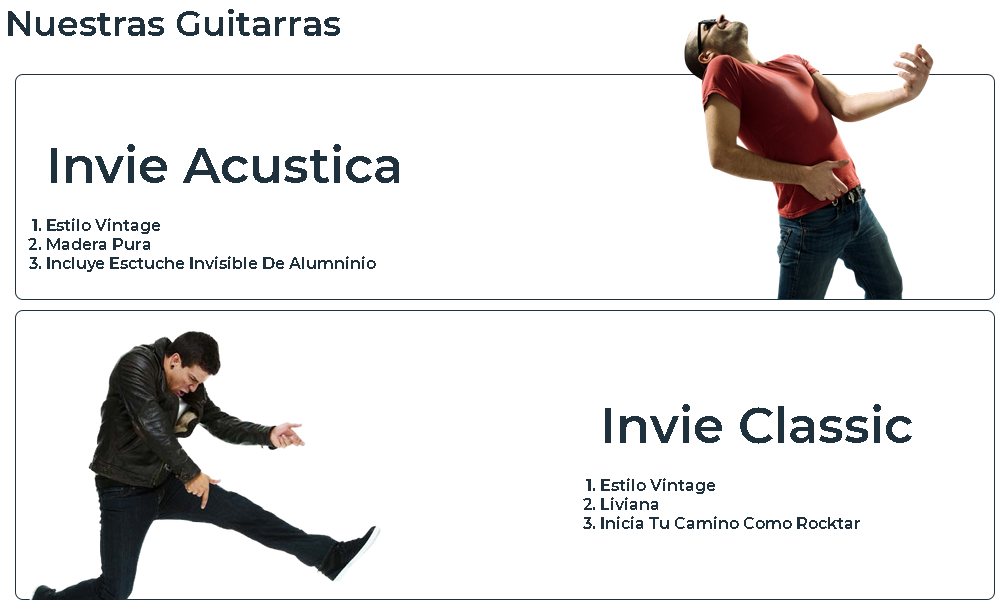 Nuestras Guitarras
Invie Acustica
1. Estilo Vintage
2. Madera Pura
3. Incluye Esctuche Invisible De Alumninio
Invie Classic
1. Estilo Vintage
2. Liviana
3. Inicia Tu Camino Como Rocktar